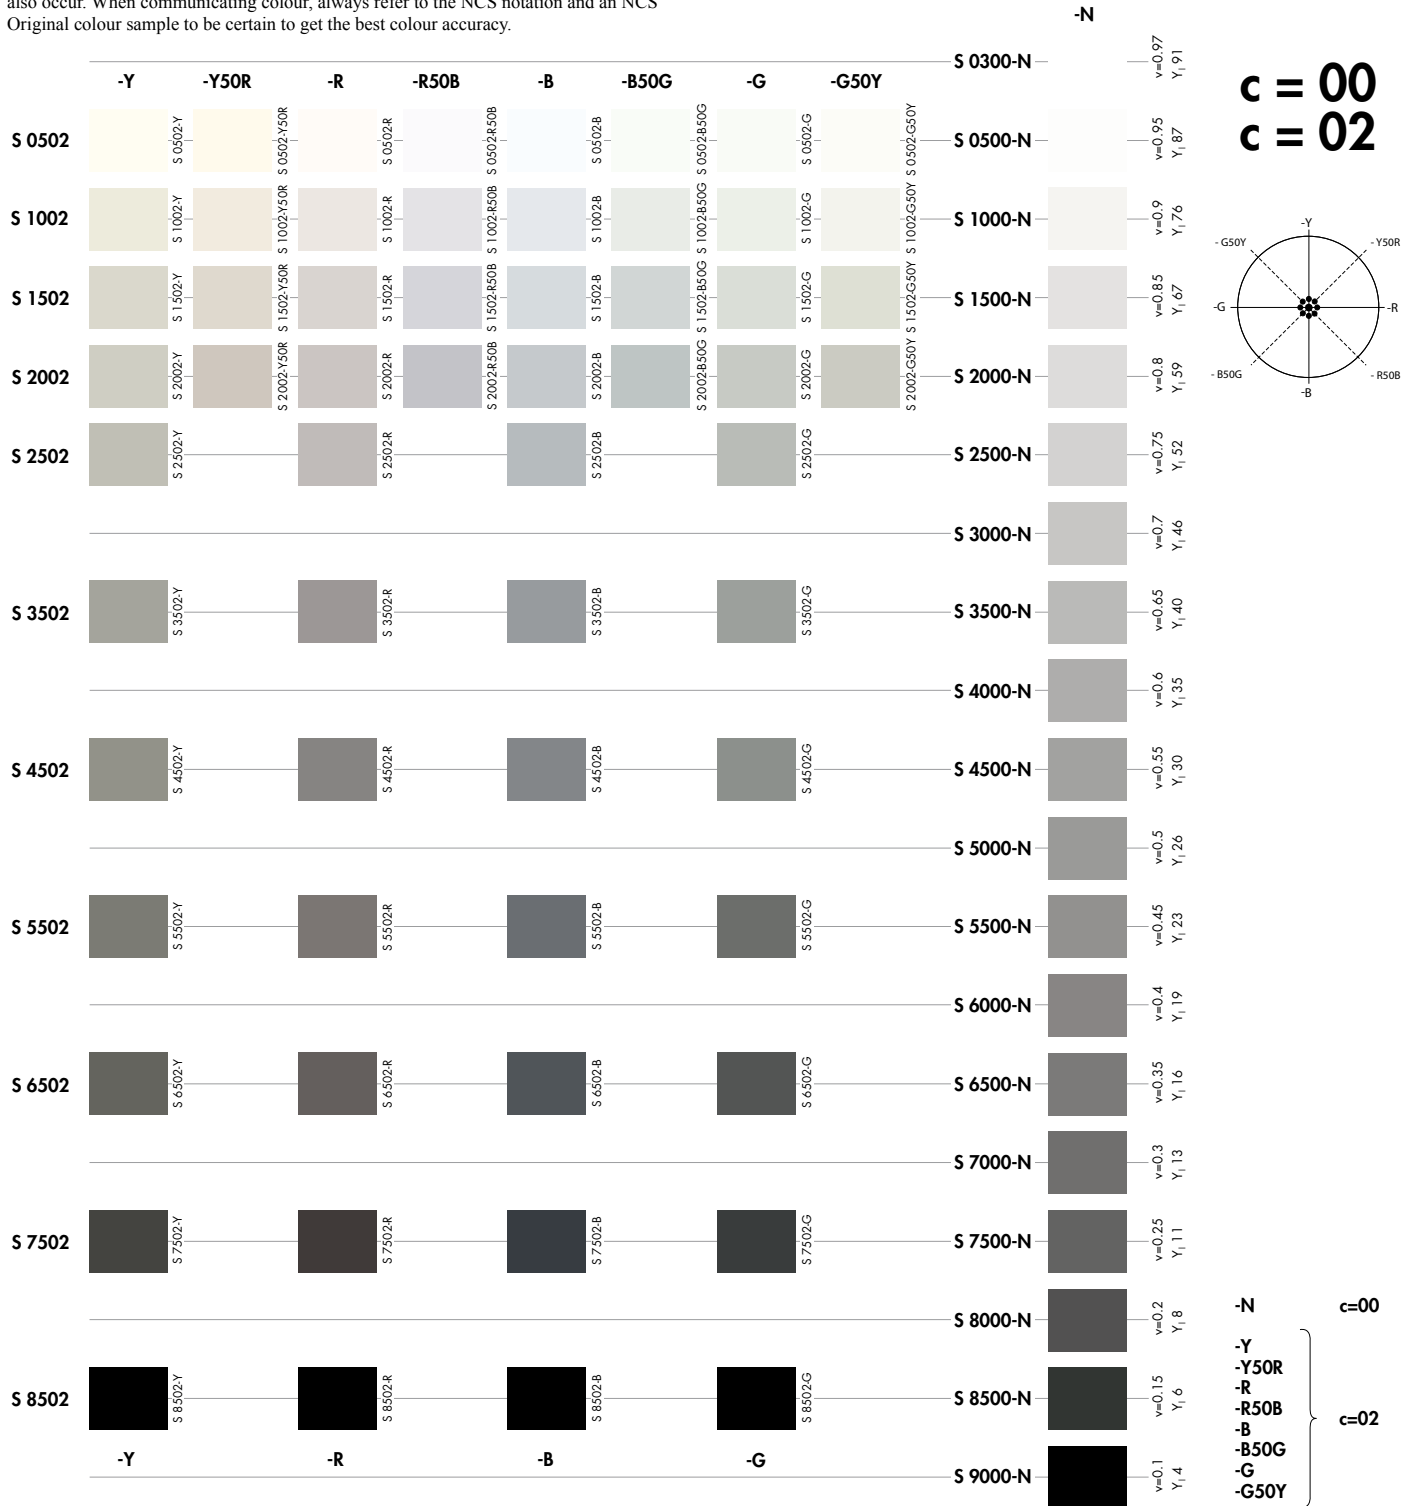 also occur. When communicating colour, always refer to the NCS notation and an NCS
Original colour sample to be certain to get the best colour accuracy.
-N
S 0300-N v=0.97 Y₁ 91
c = 00
c = 02
-Y -Y50R -R -R50B -B -B50G -G -G50Y
S 0502 S 0502-Y S 0502-Y50R S 0502-R S 0502-R50B S 0502-B S 0502-B50G S 0502-G S 0502-G50Y S 0500-N v=0.95 Y₁ 87
S 1002 S 1002-Y S 1002-Y50R S 1002-R S 1002-R50B S 1002-B S 1002-B50G S 1002-G S 1002-G50Y S 1000-N v=0.9 Y₁ 76
-Y
- G50Y - Y50R
-G -R
- B50G - R50B
-B
S 1502 S 1502-Y S 1502-Y50R S 1502-R S 1502-R50B S 1502-B S 1502-B50G S 1502-G S 1502-G50Y S 1500-N v=0.85 Y₁ 67
S 2002 S 2002-Y S 2002-Y50R S 2002-R S 2002-R50B S 2002-B S 2002-B50G S 2002-G S 2002-G50Y S 2000-N v=0.8 Y₁ 59
S 2502 S 2502-Y S 2502-R S 2502-B S 2502-G S 2500-N v=0.75 Y₁ 52
S 3000-N v=0.7 Y₁ 46
S 3502 S 3502-Y S 3502-R S 3502-B S 3502-G S 3500-N v=0.65 Y₁ 40
S 4000-N v=0.6 Y₁ 35
S 4502 S 4502-Y S 4502-R S 4502-B S 4502-G S 4500-N v=0.55 Y₁ 30
S 5000-N v=0.5 Y₁ 26
S 5502 S 5502-Y S 5502-R S 5502-B S 5502-G S 5500-N v=0.45 Y₁ 23
S 6000-N v=0.4 Y₁ 19
S 6502 S 6502-Y S 6502-R S 6502-B S 6502-G S 6500-N v=0.35 Y₁ 16
S 7000-N v=0.3 Y₁ 13
S 7502 S 7502-Y S 7502-R S 7502-B S 7502-G S 7500-N v=0.25 Y₁ 11
S 8000-N v=0.2 Y₁ 8
S 8502 S 8502-Y S 8502-R S 8502-B S 8502-G S 8500-N v=0.15 Y₁ 6
-Y -R -B -G
S 9000-N v=0.1 Y₁ 4
-N c=00
-Y
-Y50R
-R
-R50B
-B
-B50G
-G
-G50Y
c=02